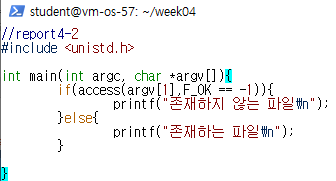 student@vm-os-57: ~/week04
//report4-2
#include <unistd.h>
int main(int argc, char *argv[]){
        if(access(argv[1],F_OK == -1)){
                printf("존재하지 않는 파일₩n");
        }else{
                printf("존재하는 파일₩n");
        }
}